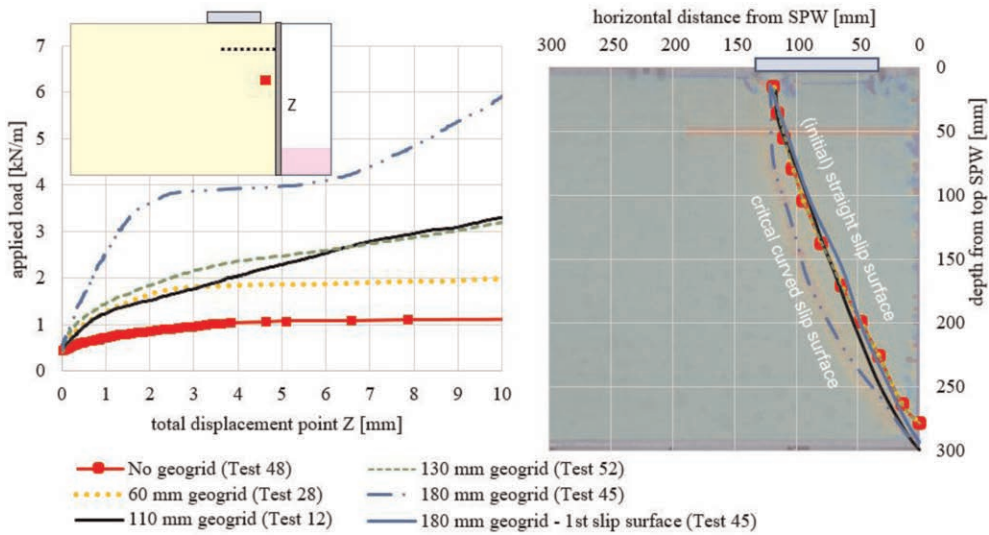 7
6
5
4
3
2
1
0
applied load [kN/m]
Z
0 1 2 3 4 5 6 7 8 9 10
total displacement point Z [mm]
horizontal distance from SPW [mm]
300 200 150 100 50 0
0
50
100
150
200
250
300
depth from top SPW [mm]
(initial) straight slip surface
critcal curved slip surface
No geogrid (Test 48)
60 mm geogrid (Test 28)
110 mm geogrid (Test 12)
130 mm geogrid (Test 52)
180 mm geogrid (Test 45)
180 mm geogrid - 1st slip surface (Test 45)